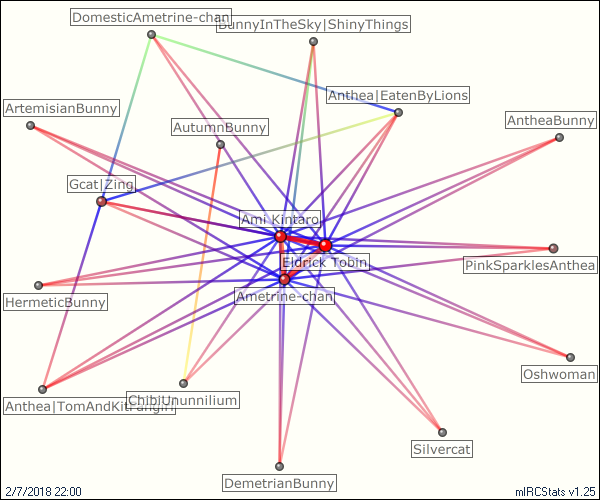 DomesticAmetrine-chan
BunnyInTheSky|ShinyThings
Anthea|EatenByLions
ArtemisianBunny
AutumnBunny
AntheaBunny
Gcat|Zing
Ami Kintaro
Eldrick Tobin
PinkSparklesAnthea
Ametrine-chan
HermeticBunny
Oshwoman
ChibiUnunnilium
Anthea|TomAndKit
Silvercat
DemetrianBunny
2/7/2018 22:00
mIRCStats v1.25